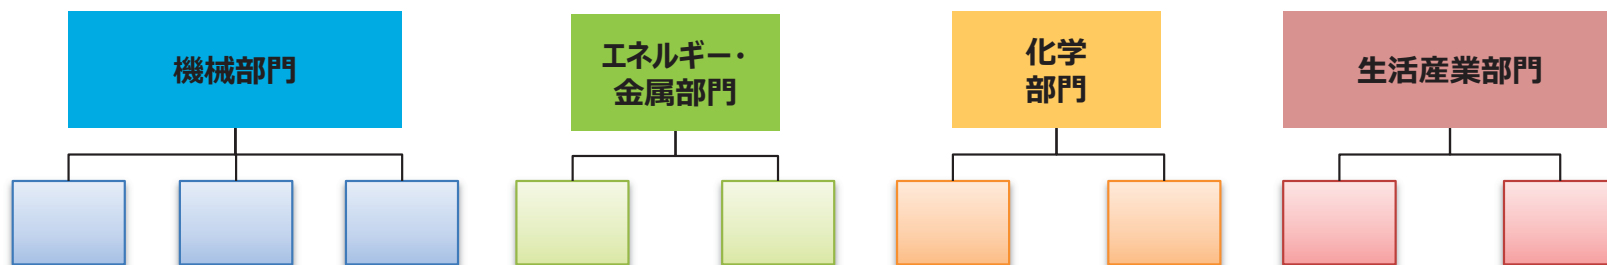 機械部門
エネルギー・
金属部門
化学
部門
生活産業部門